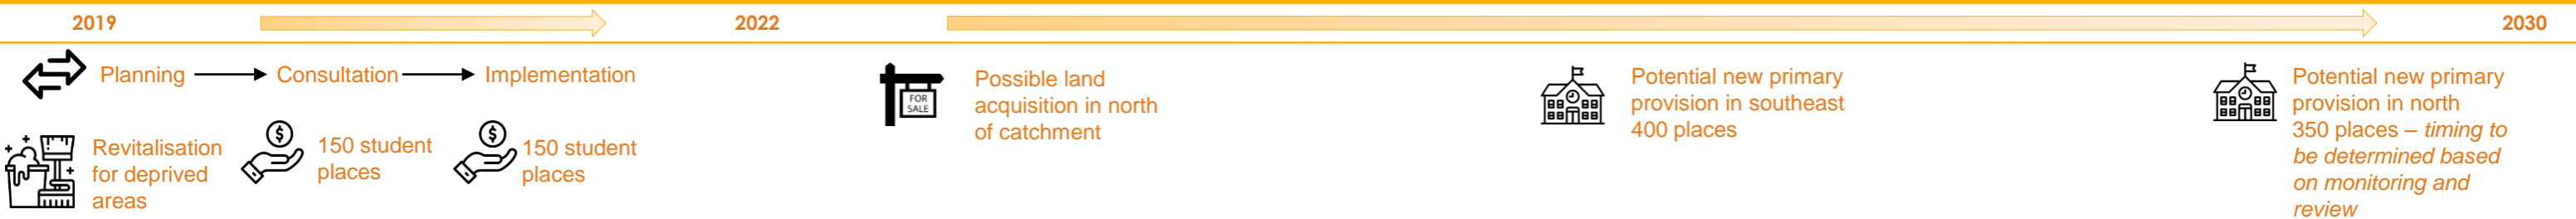 2019
2022
2030
Planning
Consultation
Implementation
Revitalisation
for deprived
areas
150 student
places
150 student
places
FOR
SALE
Possible land
acquisition in north
of catchment
Potential new primary
provision in southeast
400 places
Potential new primary
provision in north
350 places – timing to
be determined based
on monitoring and
review